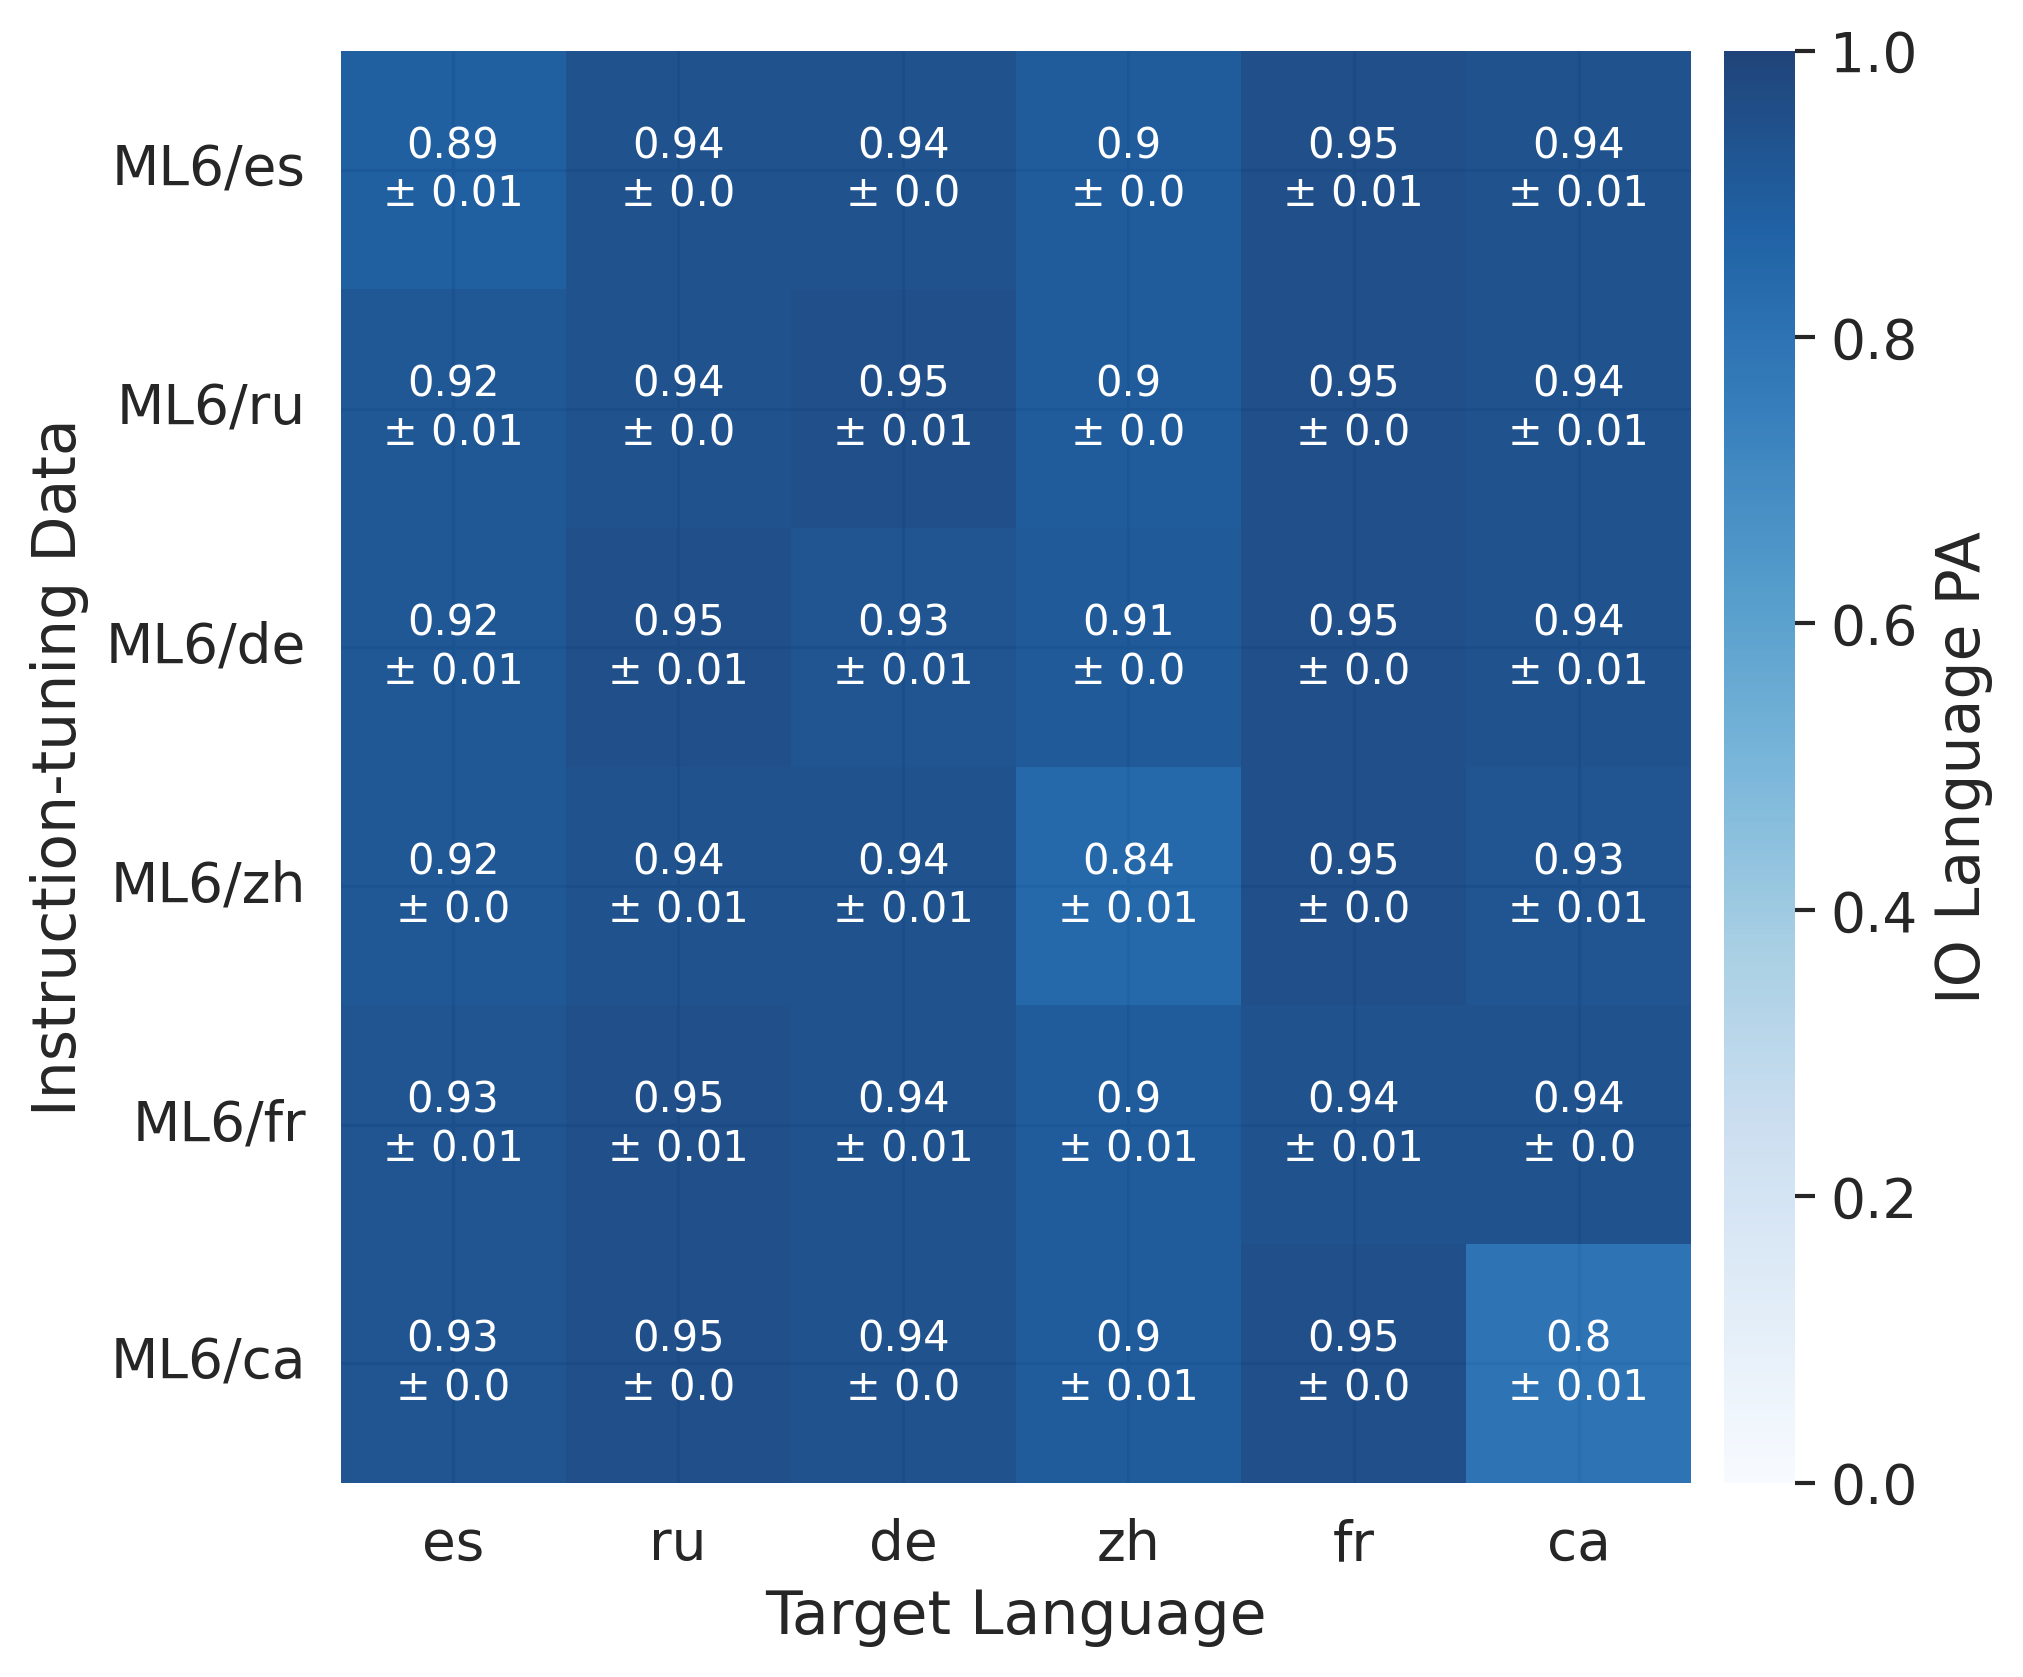 ML6/es
0.89 0.94 0.94 0.9 0.95 0.94
± 0.01 ± 0.0 ± 0.0 ± 0.0 ± 0.01 ± 0.01
ML6/ru
0.92 0.94 0.95 0.9 0.95 0.94
± 0.01 ± 0.0 ± 0.01 ± 0.0 ± 0.0 ± 0.01
ML6/de
0.92 0.95 0.93 0.91 0.95 0.94
± 0.01 ± 0.01 ± 0.01 ± 0.0 ± 0.0 ± 0.01
ML6/zh
0.92 0.94 0.94 0.84 0.95 0.93
± 0.0 ± 0.01 ± 0.01 ± 0.01 ± 0.0 ± 0.01
ML6/fr
0.93 0.95 0.94 0.9 0.94 0.94
± 0.01 ± 0.01 ± 0.01 ± 0.01 ± 0.01 ± 0.0
ML6/ca
0.93 0.95 0.94 0.9 0.95 0.8
± 0.0 ± 0.0 ± 0.0 ± 0.01 ± 0.0 ± 0.01
es ru de zh fr ca
Target Language
Instruction-tuning Data
1.0
0.8
0.6
0.4
0.2
0.0
IO Language PA